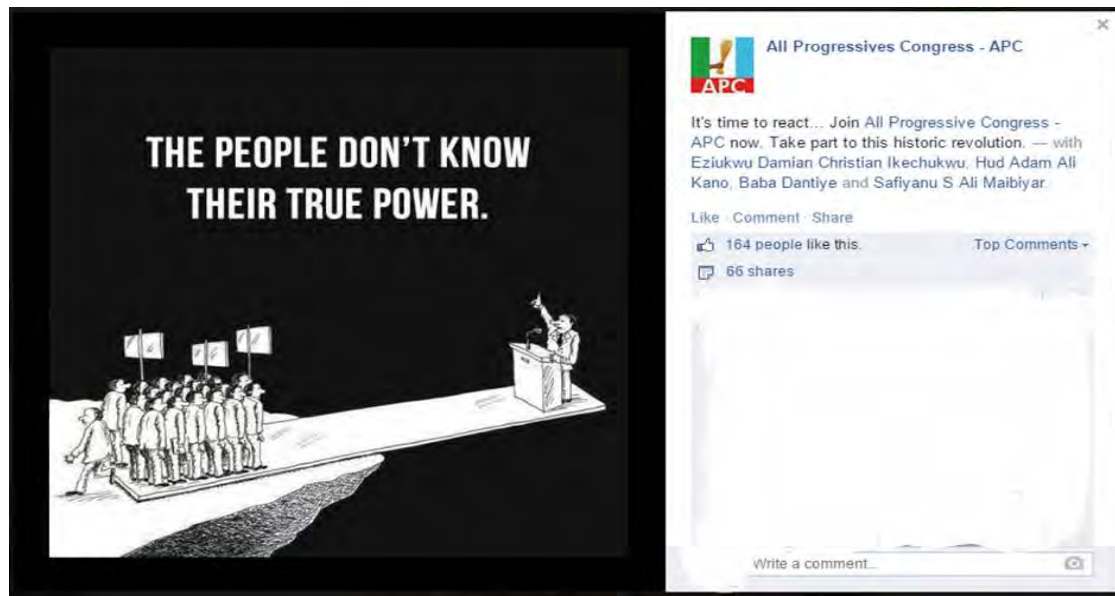 THE PEOPLE DON'T KNOW
THEIR TRUE POWER.
All Progressives Congress - APC
APC
It's time to react... Join All Progressive Congress -
APC now. Take part to this historic revolution. — with
Eziukwu Damian Christian Ikechukwu, Hud Adam Ali
Kano, Baba Dantiye and Safiyanu S Ali Maibiyar.
Like · Comment · Share
164 people like this.
Top Comments
66 shares
Write a comment...